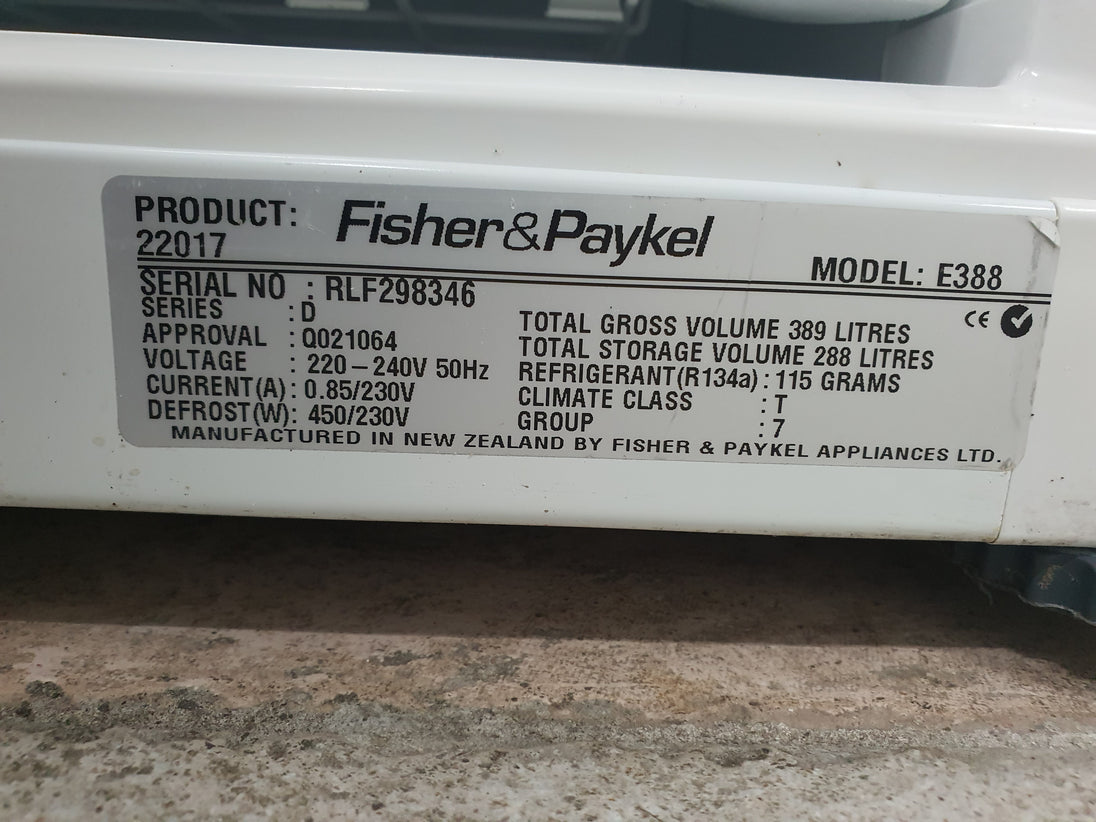 PRODUCT: Fisher&Paykel
22017
MODEL: E388
SERIAL NO : RLF298346
SERIES : D
APPROVAL : Q021064
VOLTAGE : 220–240V 50Hz
CURRENT(A) : 0.85/230V
DEFROST(W) : 450/230V
CE
TOTAL GROSS VOLUME 389 LITRES
TOTAL STORAGE VOLUME 288 LITRES
REFRIGERANT(R134a) : 115 GRAMS
CLIMATE CLASS : T
GROUP : 7
MANUFACTURED IN NEW ZEALAND BY FISHER & PAYKEL APPLIANCES LTD.